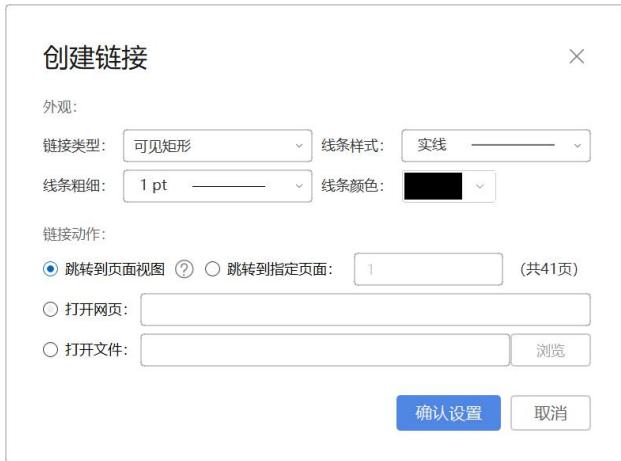 创建链接
外观：
链接类型： 可见矩形 线条样式： 实线
线条粗细： 1 pt 线条颜色：
链接动作：
跳转到页面视图 ? 跳转到指定页面： 1 (共41页)
打开网页：
打开文件： 浏览
确认设置 取消